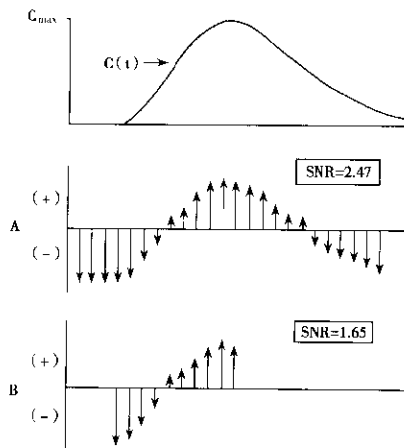 Cmax
C(t)
SNR=2.47
(+)
A
(-)
SNR=1.65
(+)
B
(-)